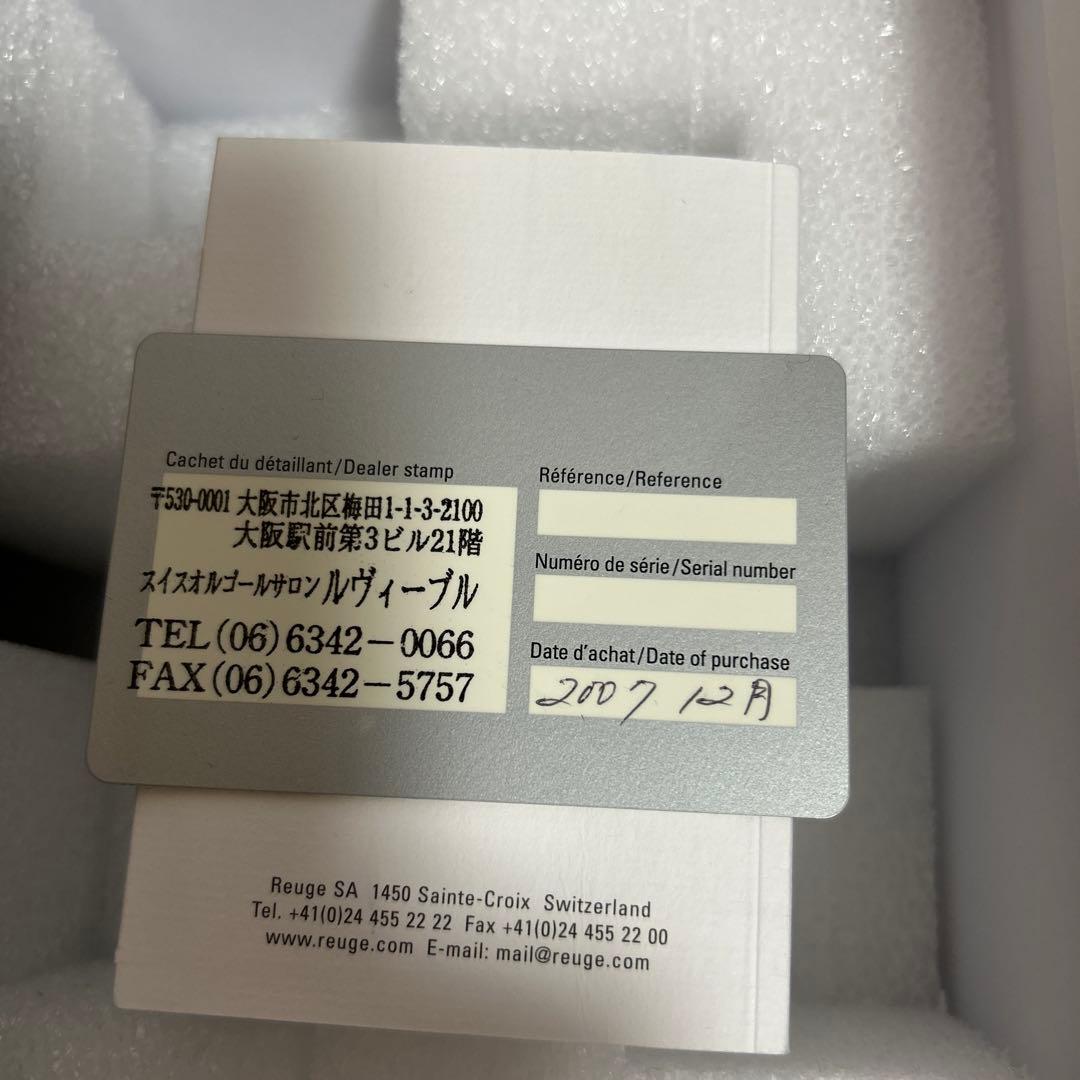 Cachet du détaillant/Dealer stamp
〒530-0001 大阪市北区梅田1-1-3-2100
大阪駅前第3ビル21階
スイスオルゴールサロン ルヴィーブル
TEL(06)6342-0066
FAX(06)6342-5757
Référence/Reference
Numéro de série/Serial number
Date d'achat/Date of purchase
2007 12月
Reuge SA 1450 Sainte-Croix Switzerland
Tel. +41(0)24 455 22 22 Fax +41(0)24 455 22 00
www.reuge.com E-mail: mail@reuge.com